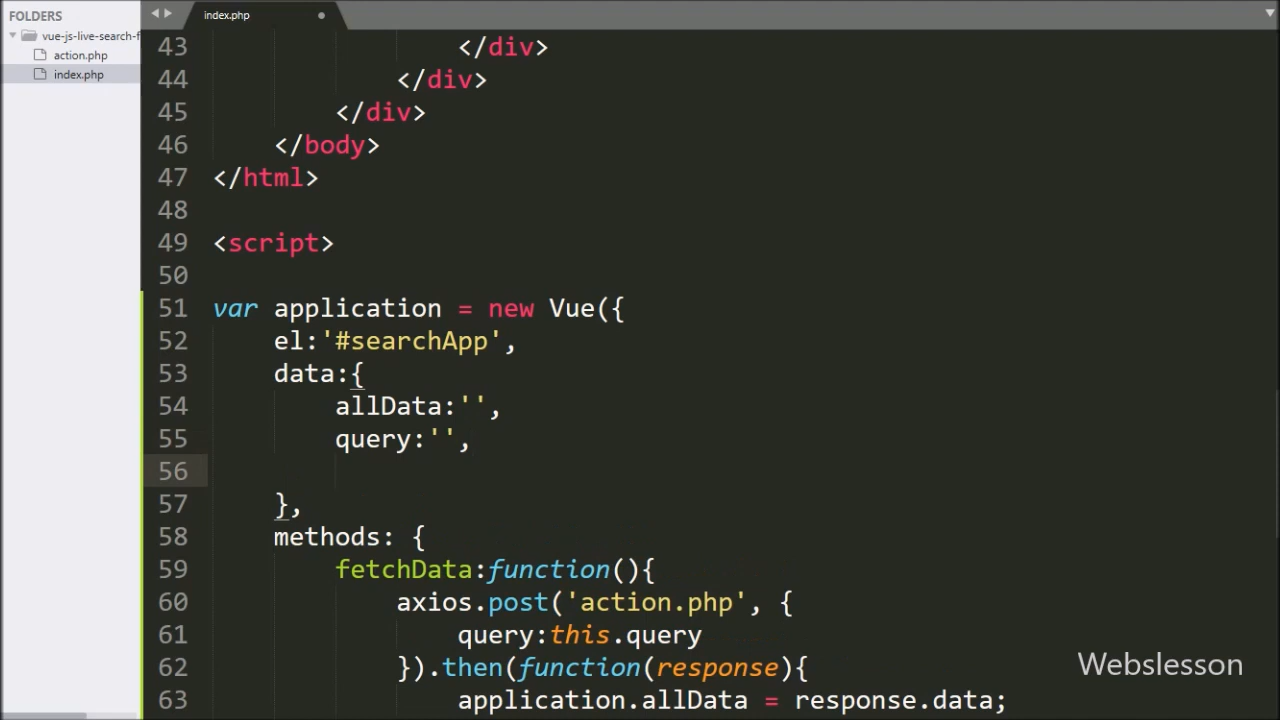 FOLDERS
vue-js-live-search-f
action.php
index.php
index.php
43 </div>
44 </div>
45 </div>
46 </body>
47 </html>
48
49 <script>
50
51 var application = new Vue({
52 el:'#searchApp',
53 data:{
54 allData:'',
55 query:'',
56
57 },
58 methods: {
59 fetchData:function(){
60 axios.post('action.php', {
61 query:this.query
62 }).then(function(response){
63 application.allData = response.data;
Webslesson